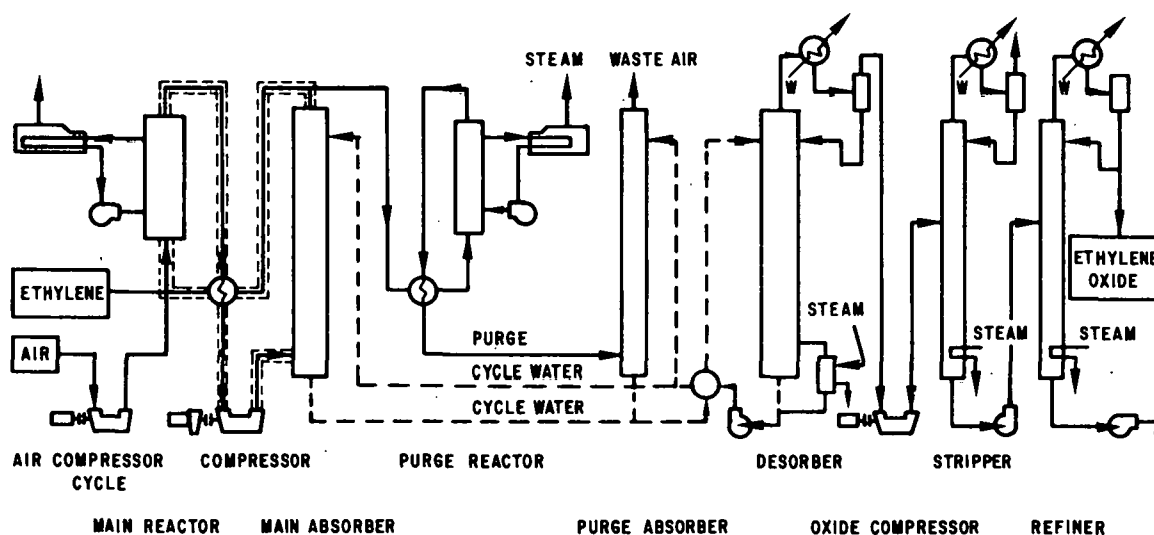 STEAM
WASTE AIR
W
W
W
ETHYLENE
AIR
ETHYLENE
OXIDE
STEAM
STEAM
STEAM
PURGE
CYCLE WATER
CYCLE WATER
AIR COMPRESSOR
CYCLE
COMPRESSOR
PURGE REACTOR
DESORBER
STRIPPER
MAIN REACTOR
MAIN ABSORBER
PURGE ABSORBER
OXIDE COMPRESSOR
REFINER